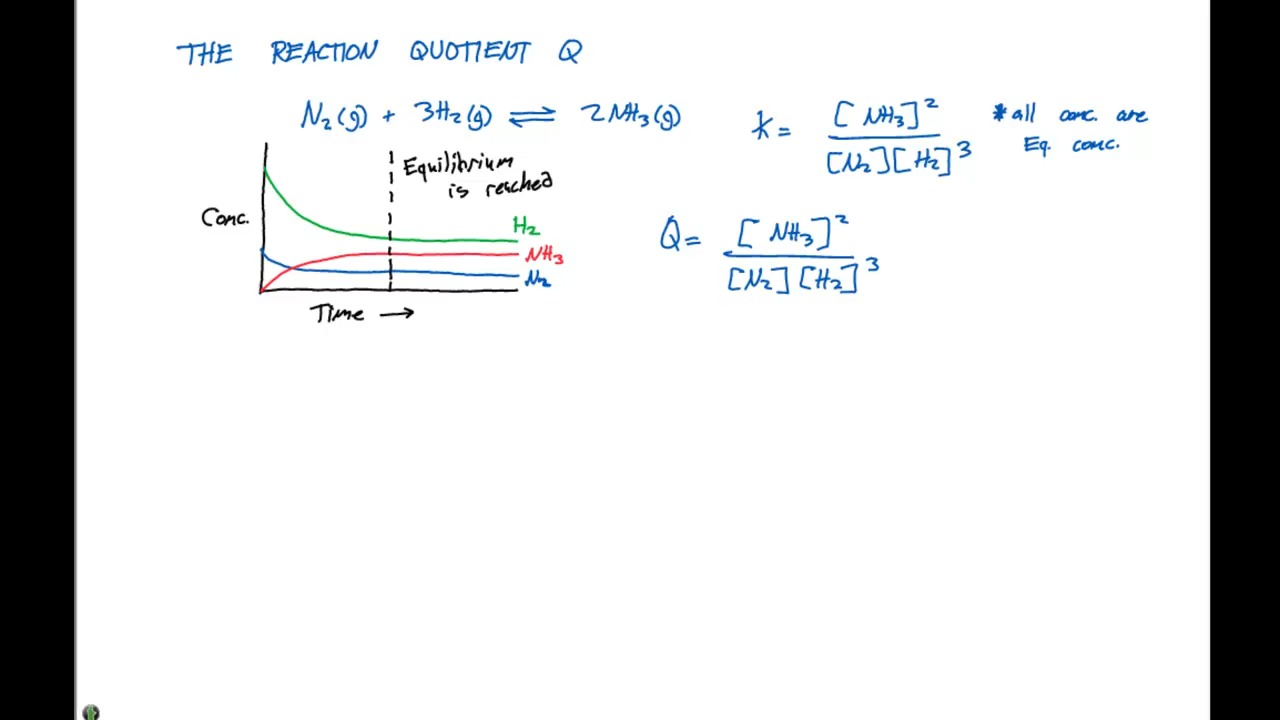 THE REACTION QUOTIENT Q
N₂(g) + 3H₂(g) ⇌ 2NH₃(g)
K = [NH₃]² / [N₂][H₂]³
*all conc. are
Eq. conc.
Equilibrium
is reached
Conc.
H₂
NH₃
N₂
Time →
Q = [NH₃]² / [N₂][H₂]³